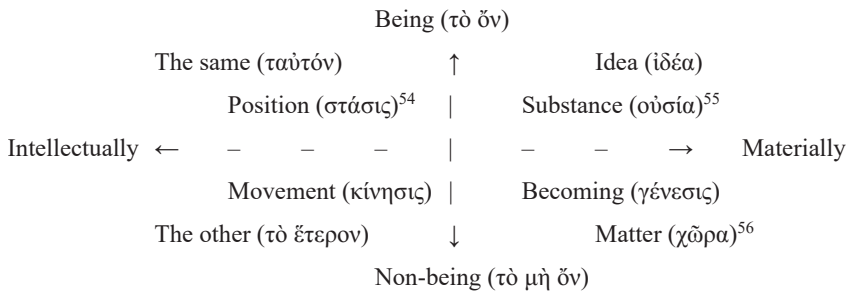 Being (τὸ ὄν)
The same (ταὐτόν) ↑ Idea (ἰδέα)
Position (στάσις)54 | Substance (οὐσία)55
Intellectually ← – – – | – – → Materially
Movement (κίνησις) | Becoming (γένεσις)
The other (τὸ ἕτερον) ↓ Matter (χῶρα)56
Non-being (τὸ μὴ ὄν)